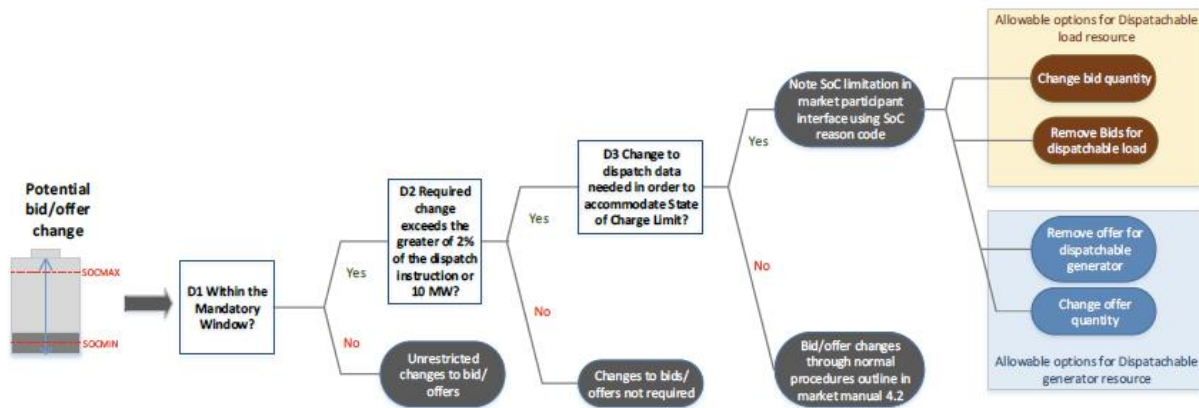 Potential
bid/offer
change
SOCMAX
SOCMIN
D1 Within the
Mandatory
Window?
Yes
No
D2 Required
change
exceeds the
greater of 2%
of the dispatch
instruction or
10 MW?
Unrestricted
changes to bid/
offers
Yes
No
D3 Change to
dispatch data
needed in order to
accommodate State
of Charge Limit?
Changes to bids/
offers not required
Yes
No
Note SoC limitation in
market participant
interface using SoC
reason code
Bid/offer changes
through normal
procedures outline in
market manual 4.2
Allowable options for Dispatachable
load resource
Change bid quantity
Remove Bids for
dispatchable load
Remove offer for
dispatchable
generator
Change offer
quantity
Allowable options for Dispatachable
generator resource